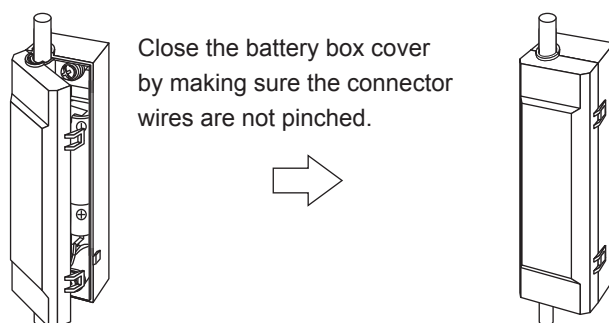 Close the battery box cover
by making sure the connector
wires are not pinched.